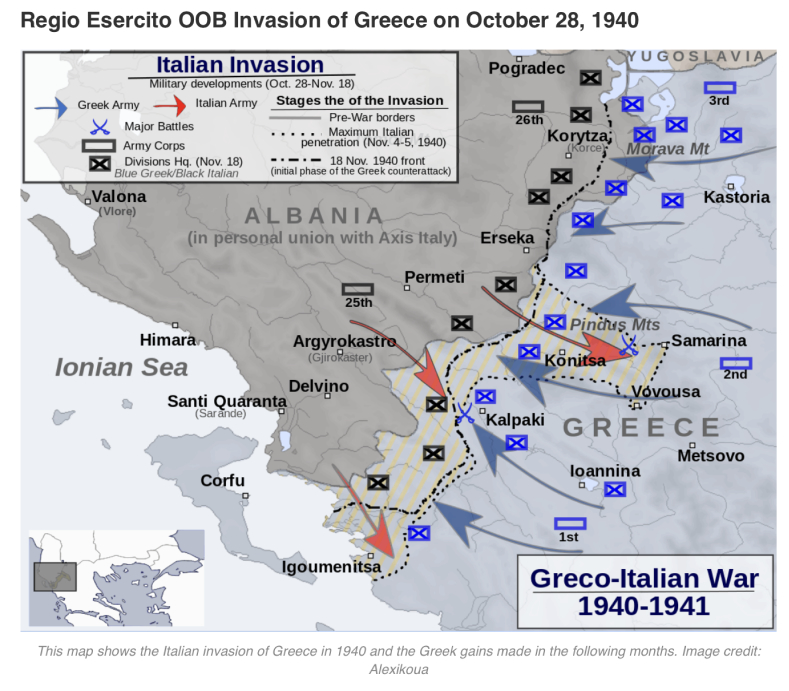 Regio Esercito OOB Invasion of Greece on October 28, 1940
Italian Invasion
Military developments (Oct. 28-Nov. 18)
Greek Army
Italian Army
Major Battles
Army Corps
Divisions Hq. (Nov. 18)
Blue Greek/Black Italian
Stages the of the Invasion
Pre-War borders
Maximum Italian
penetration (Nov. 4-5, 1940)
18 Nov. 1940 front
(initial phase of the Greek counterattack)
YUGOSLAVIA
Pogradec
3rd
26th
Korytza
(Korce)
Morava Mt
Kastoria
Valona
(Vlore)
ALBANIA
(in personal union with Axis Italy)
Erseka
Permeti
25th
Himara
Argyrokastro
(Gjirokaster)
Pindus Mts
Samarina
Ionian Sea
Konitsa
2nd
Delvino
Vovousa
Santi Quaranta
(Sarande)
Kalpaki
GREECE
Metsovo
Corfu
Ioannina
1st
Igoumenitsa
Greco-Italian War
1940-1941
This map shows the Italian invasion of Greece in 1940 and the Greek gains made in the following months. Image credit:
Alexikoua